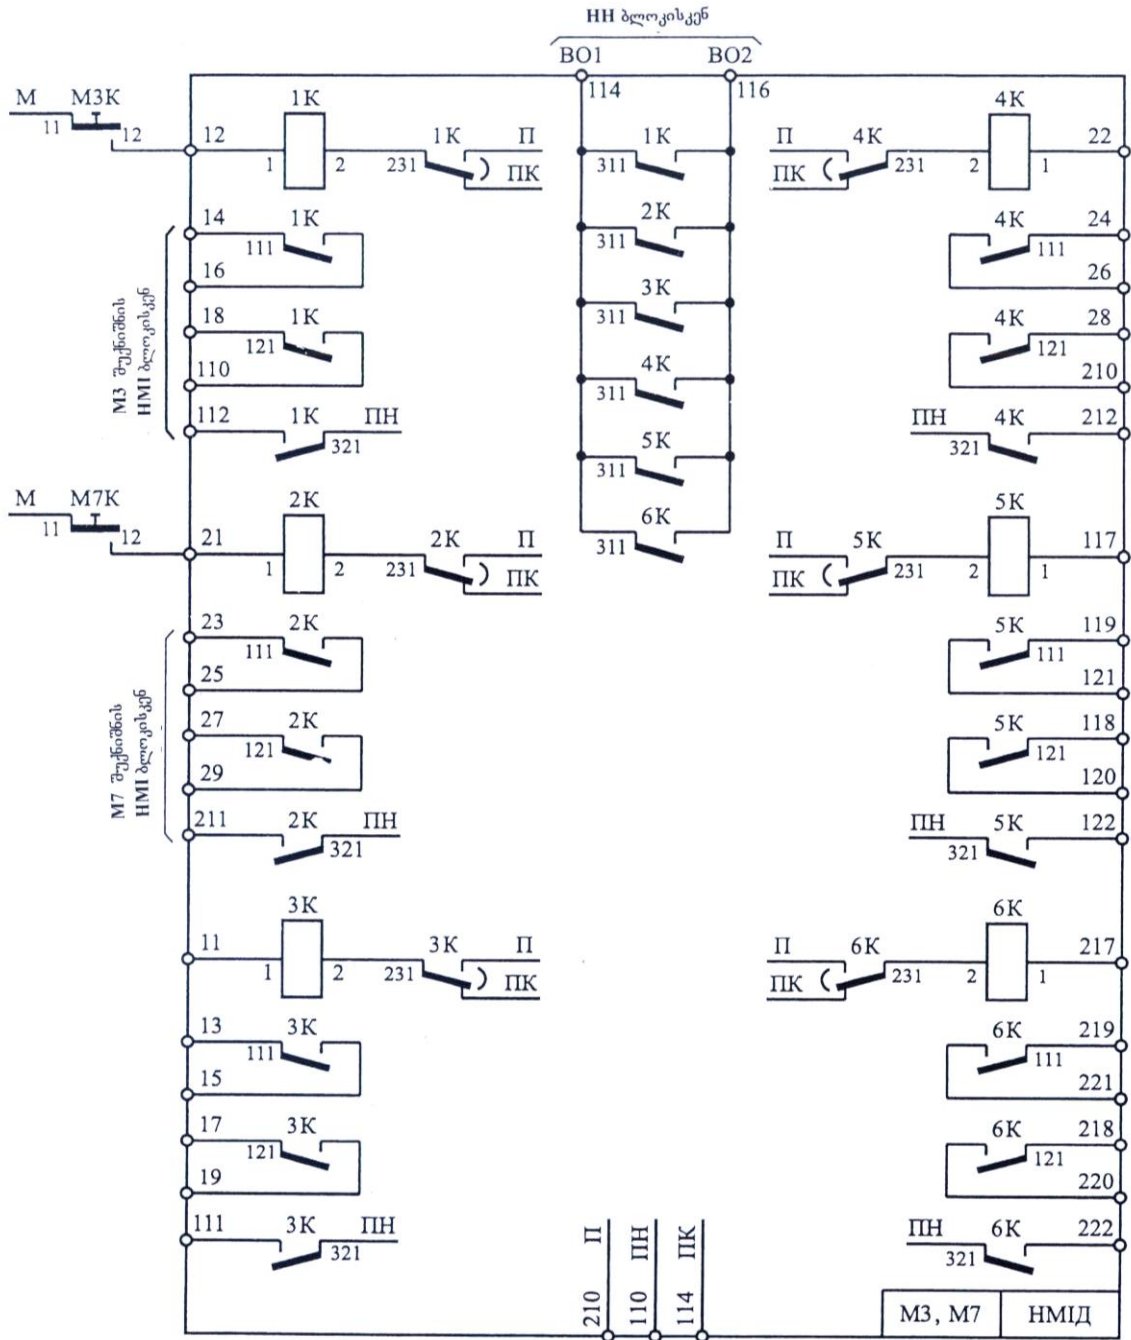 НН ბლოკისკენ
ВО1 ВО2
114 116
М М3К
11 12
12 1К
1 2
1К П
231 ПК
14 1К
111
16
18 1К
121
110
112 1К ПН
321
М3 შუქნიშნის
НМI ბლოკისკენ
М М7К
11 12
21 2К
1 2
2К П
231 ПК
23 2К
111
25
27 2К
121
29
211 2К ПН
321
М7 შუქნიშნის
НМI ბლოკისკენ
11 3К
1 2
3К П
231 ПК
13 3К
111
15
17 3К
121
19
111 3К ПН
321
1К
311
2К
311
3К
311
4К
311
5К
311
6К
311
П 4К 4К 22
ПК 231 2 1
4К 24
111
26
4К 28
121
210
ПН 4К 212
321
П 5К 5К 117
ПК 231 2 1
5К 119
111
121
5К 118
121
120
ПН 5К 122
321
П 6К 6К 217
ПК 231 2 1
6К 219
111
221
6К 218
121
220
ПН 6К 222
321
210 П
110 ПН
114 ПК
М3, М7 НМIД